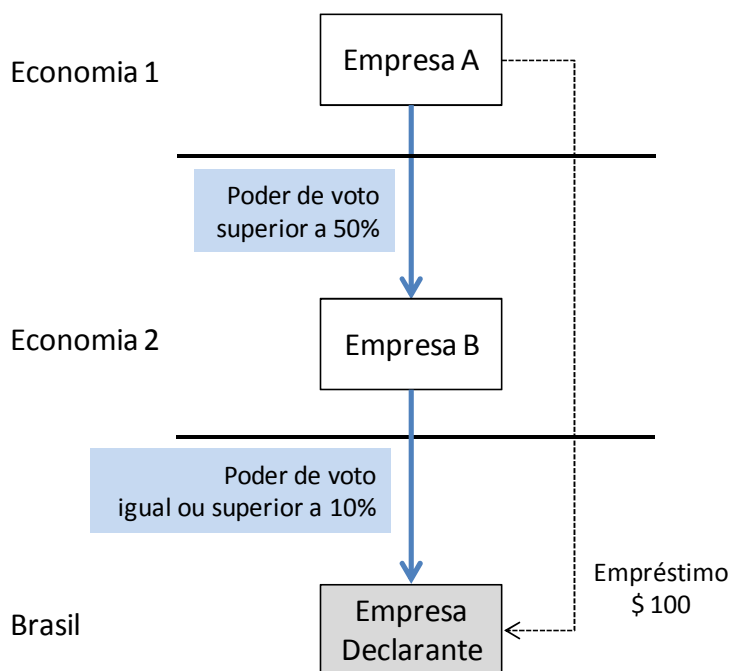 Economia 1
Empresa A
Poder de voto
superior a 50%
Economia 2
Empresa B
Poder de voto
igual ou superior a 10%
Empréstimo
$ 100
Brasil
Empresa
Declarante